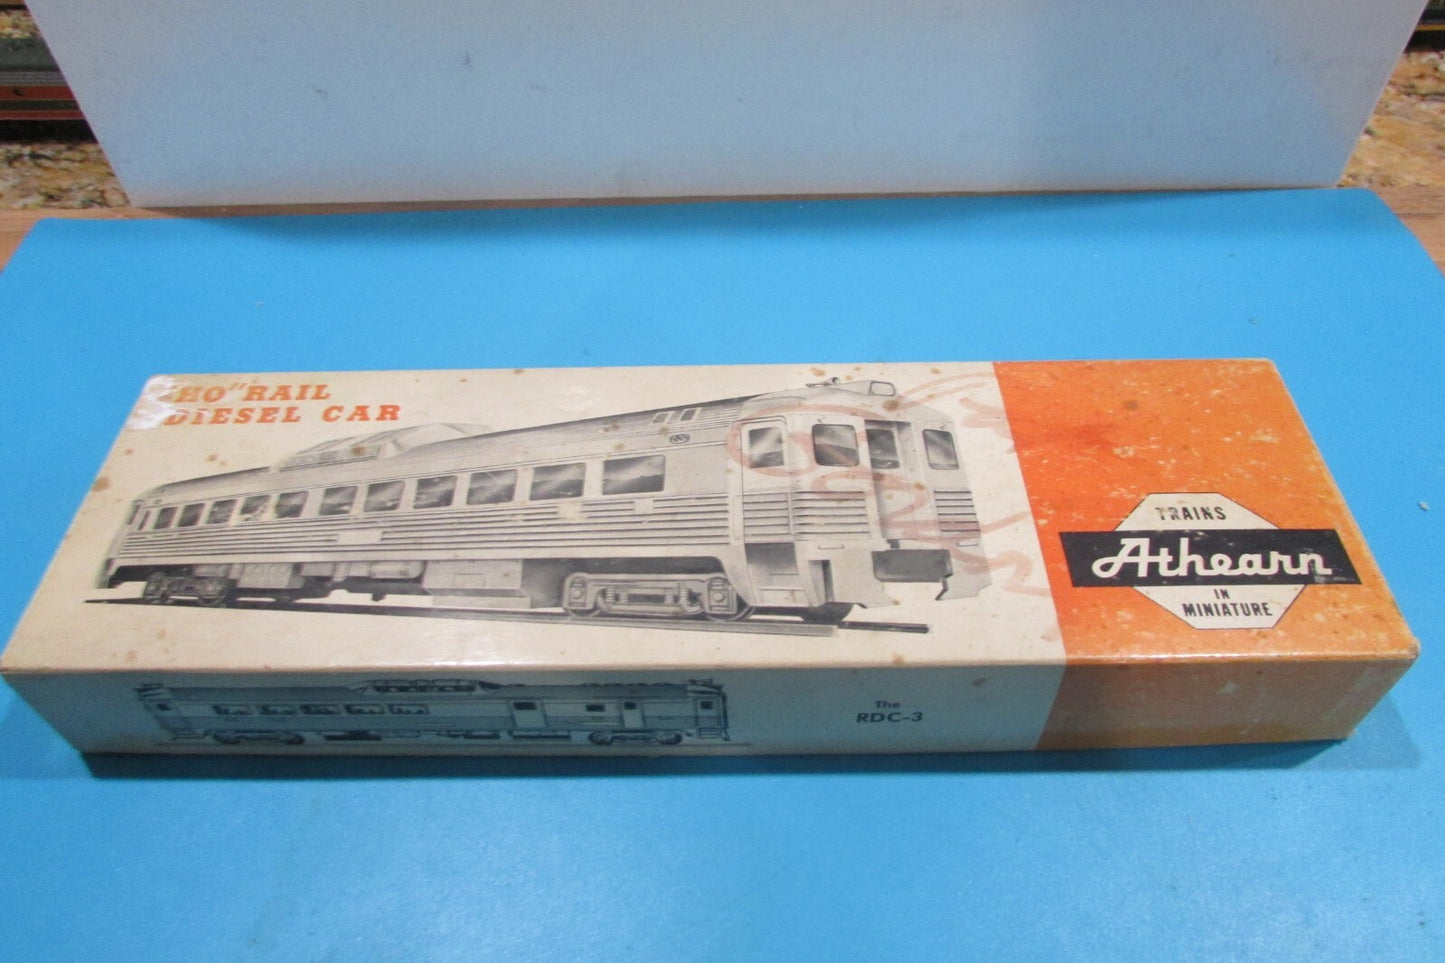 "HO" RAIL
DIESEL CAR
TRAINS
Athearn
IN
MINIATURE
The
RDC-3